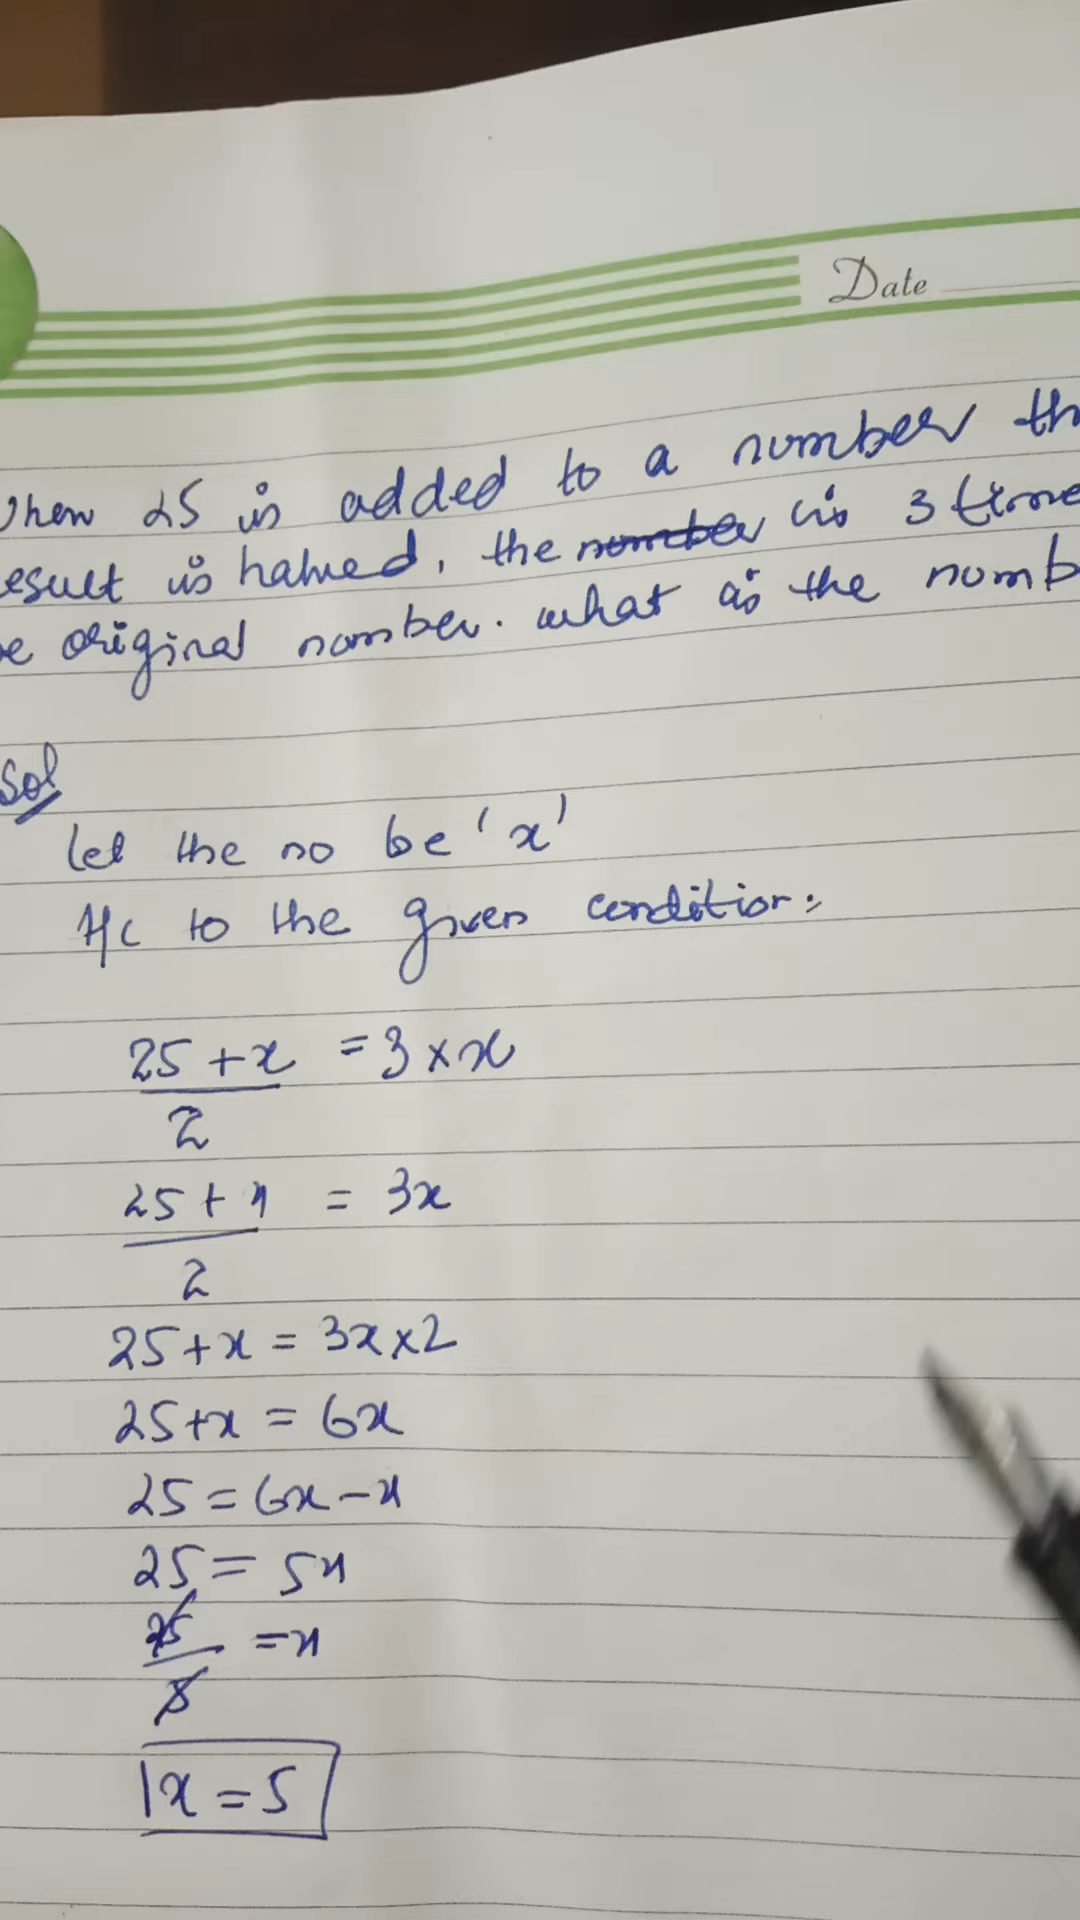 Date
When 25 is added to a number th
esult is halved, the number is 3 time
e original number. what is the numb
Sol
Let the no be 'x'
A/c to the given condition,
25 + x = 3 × x
2
25 + x = 3x
2
25+x = 3x×2
25+x = 6x
25 = 6x-x
25 = 5x
25 = x
5
x = 5